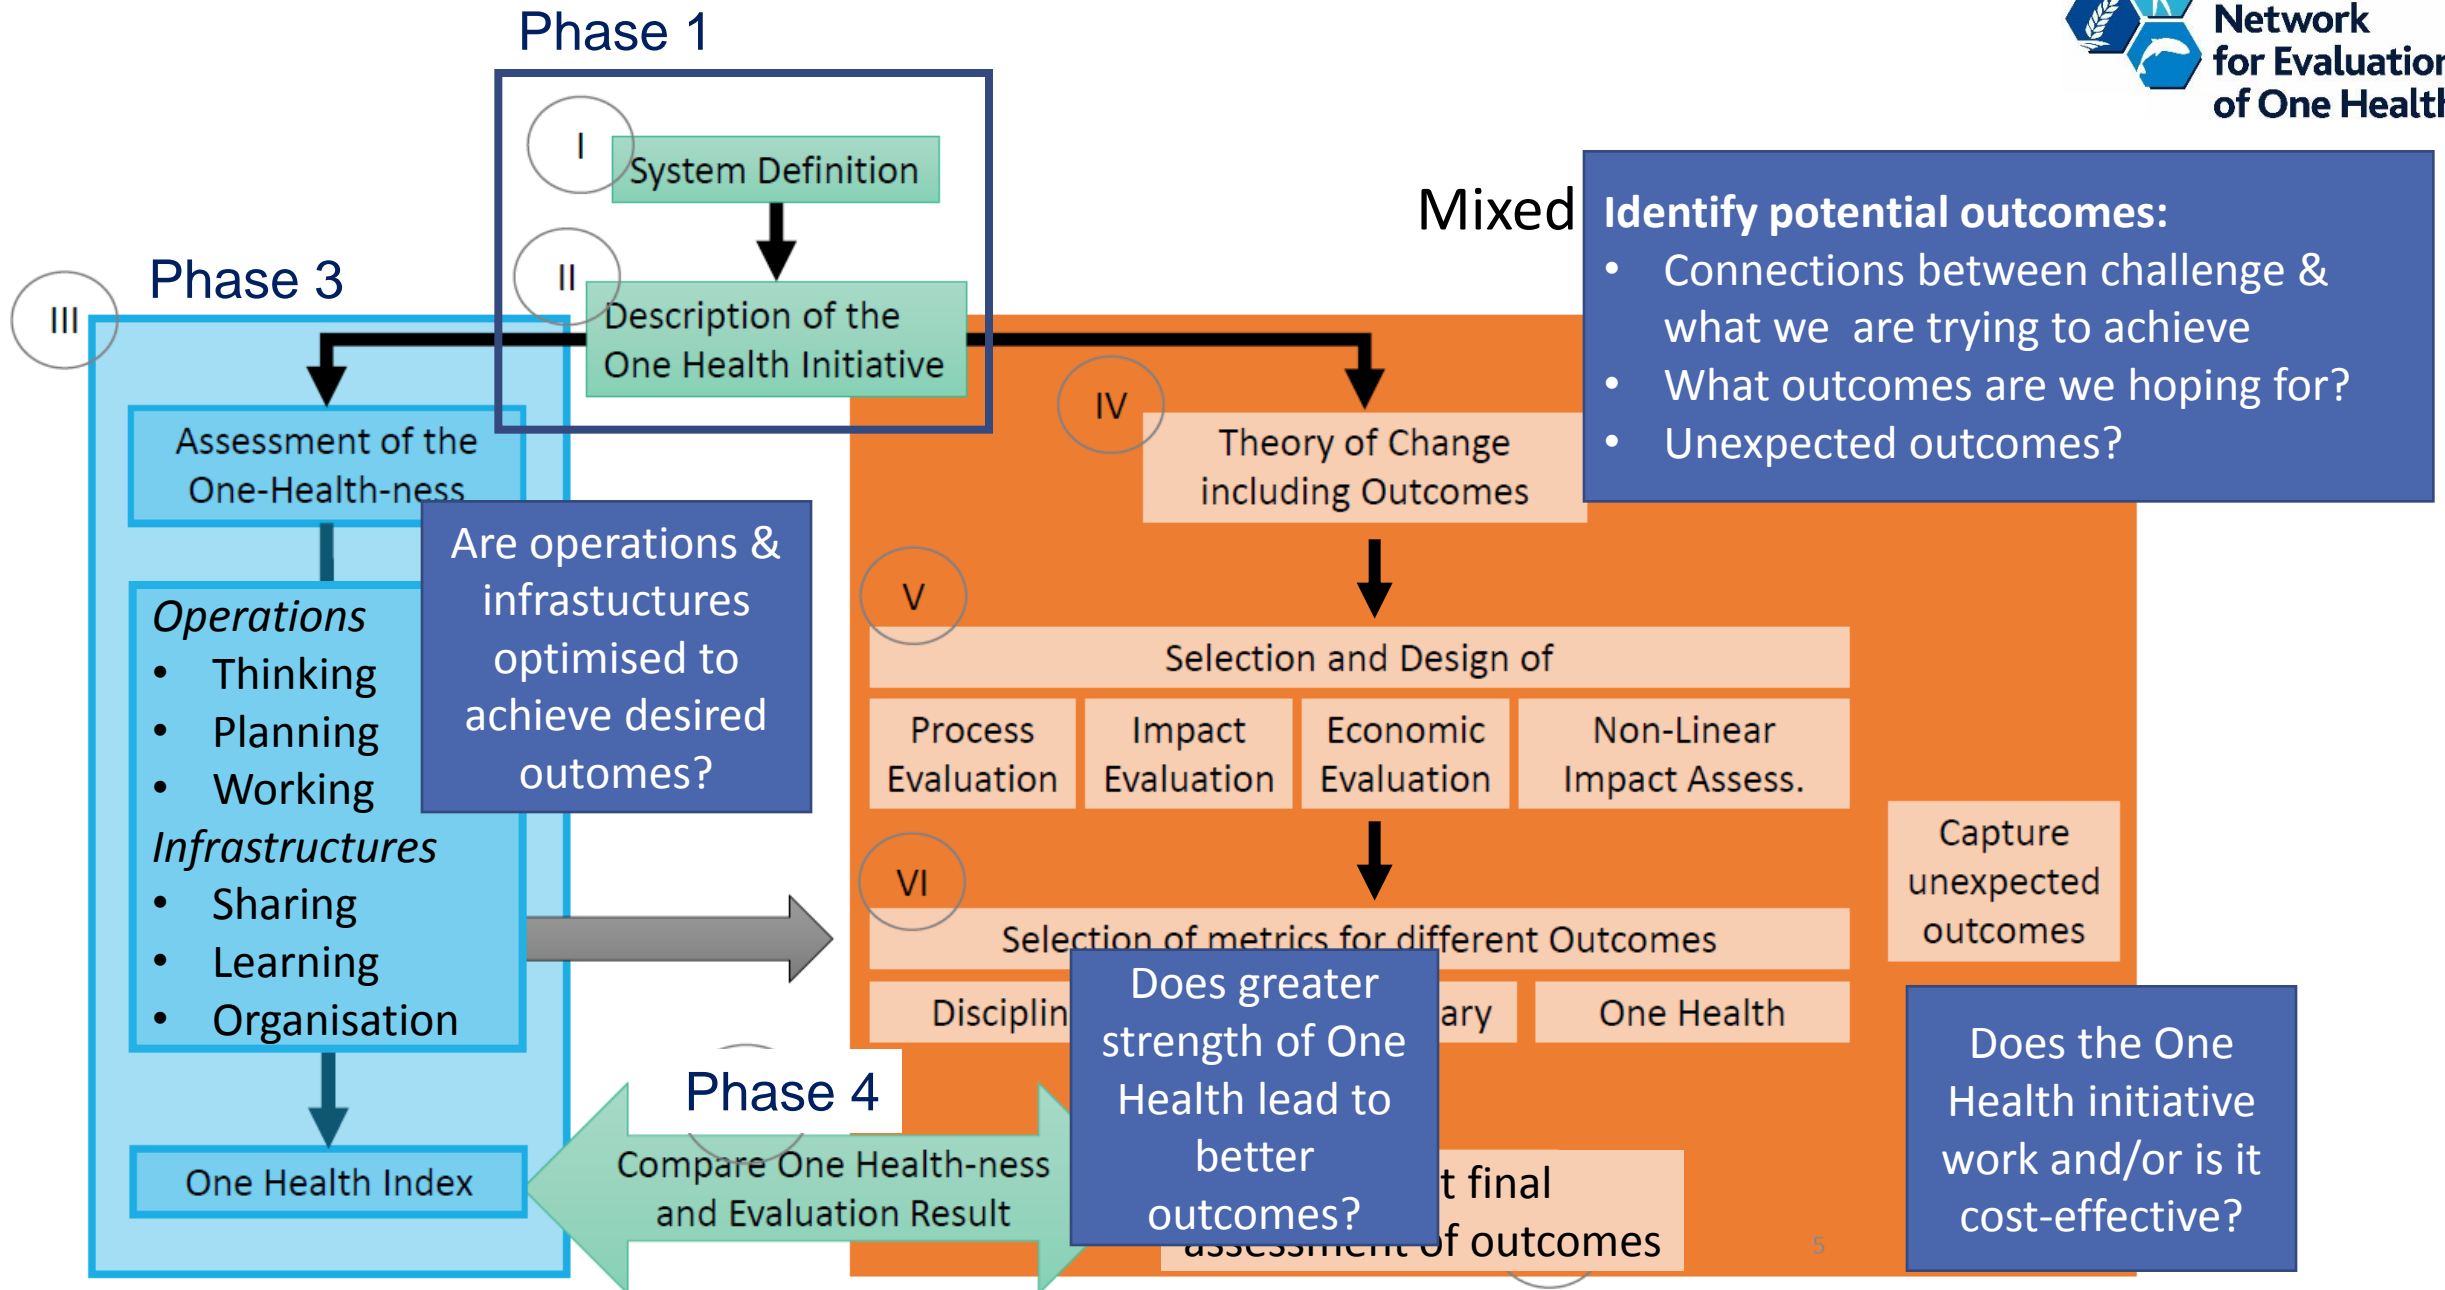 Phase 1
Network
for Evaluation
of One Health
I
System Definition
Mixed
Identify potential outcomes:
• Connections between challenge &
what we are trying to achieve
• What outcomes are we hoping for?
• Unexpected outcomes?
II
Description of the
One Health Initiative
Phase 3
III
Assessment of the
One-Health-ness
Are operations &
infrastuctures
optimised to
achieve desired
outomes?
Operations
• Thinking
• Planning
• Working
Infrastructures
• Sharing
• Learning
• Organisation
One Health Index
IV
Theory of Change
including Outcomes
V
Selection and Design of
Process
Evaluation
Impact
Evaluation
Economic
Evaluation
Non-Linear
Impact Assess.
VI
Selection of metrics for different Outcomes
Disciplin
ary
One Health
Capture
unexpected
outcomes
Does greater
strength of One
Health lead to
better
outcomes?
Phase 4
Compare One Health-ness
and Evaluation Result
t final
assessment of outcomes
Does the One
Health initiative
work and/or is it
cost-effective?
5